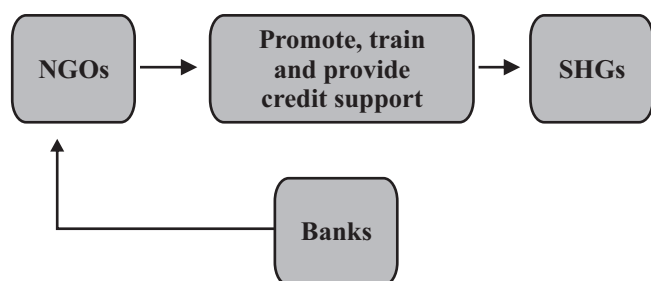 NGOs
Promote, train
and provide
credit support
SHGs
Banks